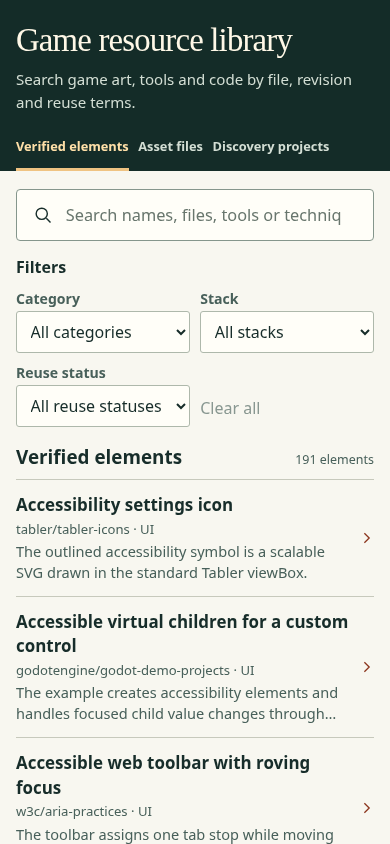 Game resource library
Search game art, tools and code by file, revision
and reuse terms.
Verified elements Asset files Discovery projects
Search names, files, tools or techniq
Filters
Category Stack
All categories All stacks
Reuse status
All reuse statuses Clear all
Verified elements 191 elements
Accessibility settings icon
tabler/tabler-icons · UI
The outlined accessibility symbol is a scalable
SVG drawn in the standard Tabler viewBox.
Accessible virtual children for a custom
control
godotengine/godot-demo-projects · UI
The example creates accessibility elements and
handles focused child value changes through…
Accessible web toolbar with roving
focus
w3c/aria-practices · UI
The toolbar assigns one tab stop while moving